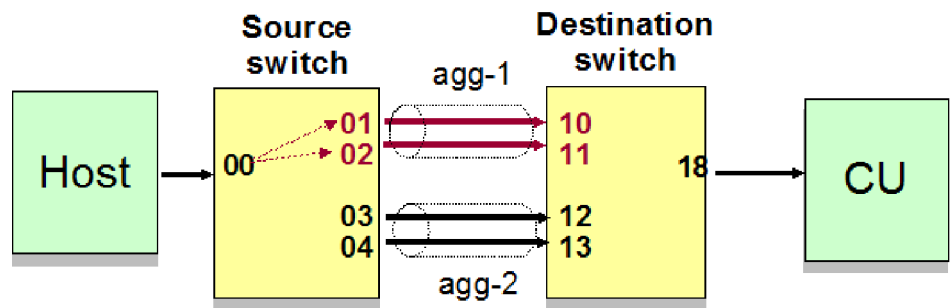 Source
switch
Destination
switch
agg-1
Host
00
01
02
03
04
10
11
12
13
18
CU
agg-2